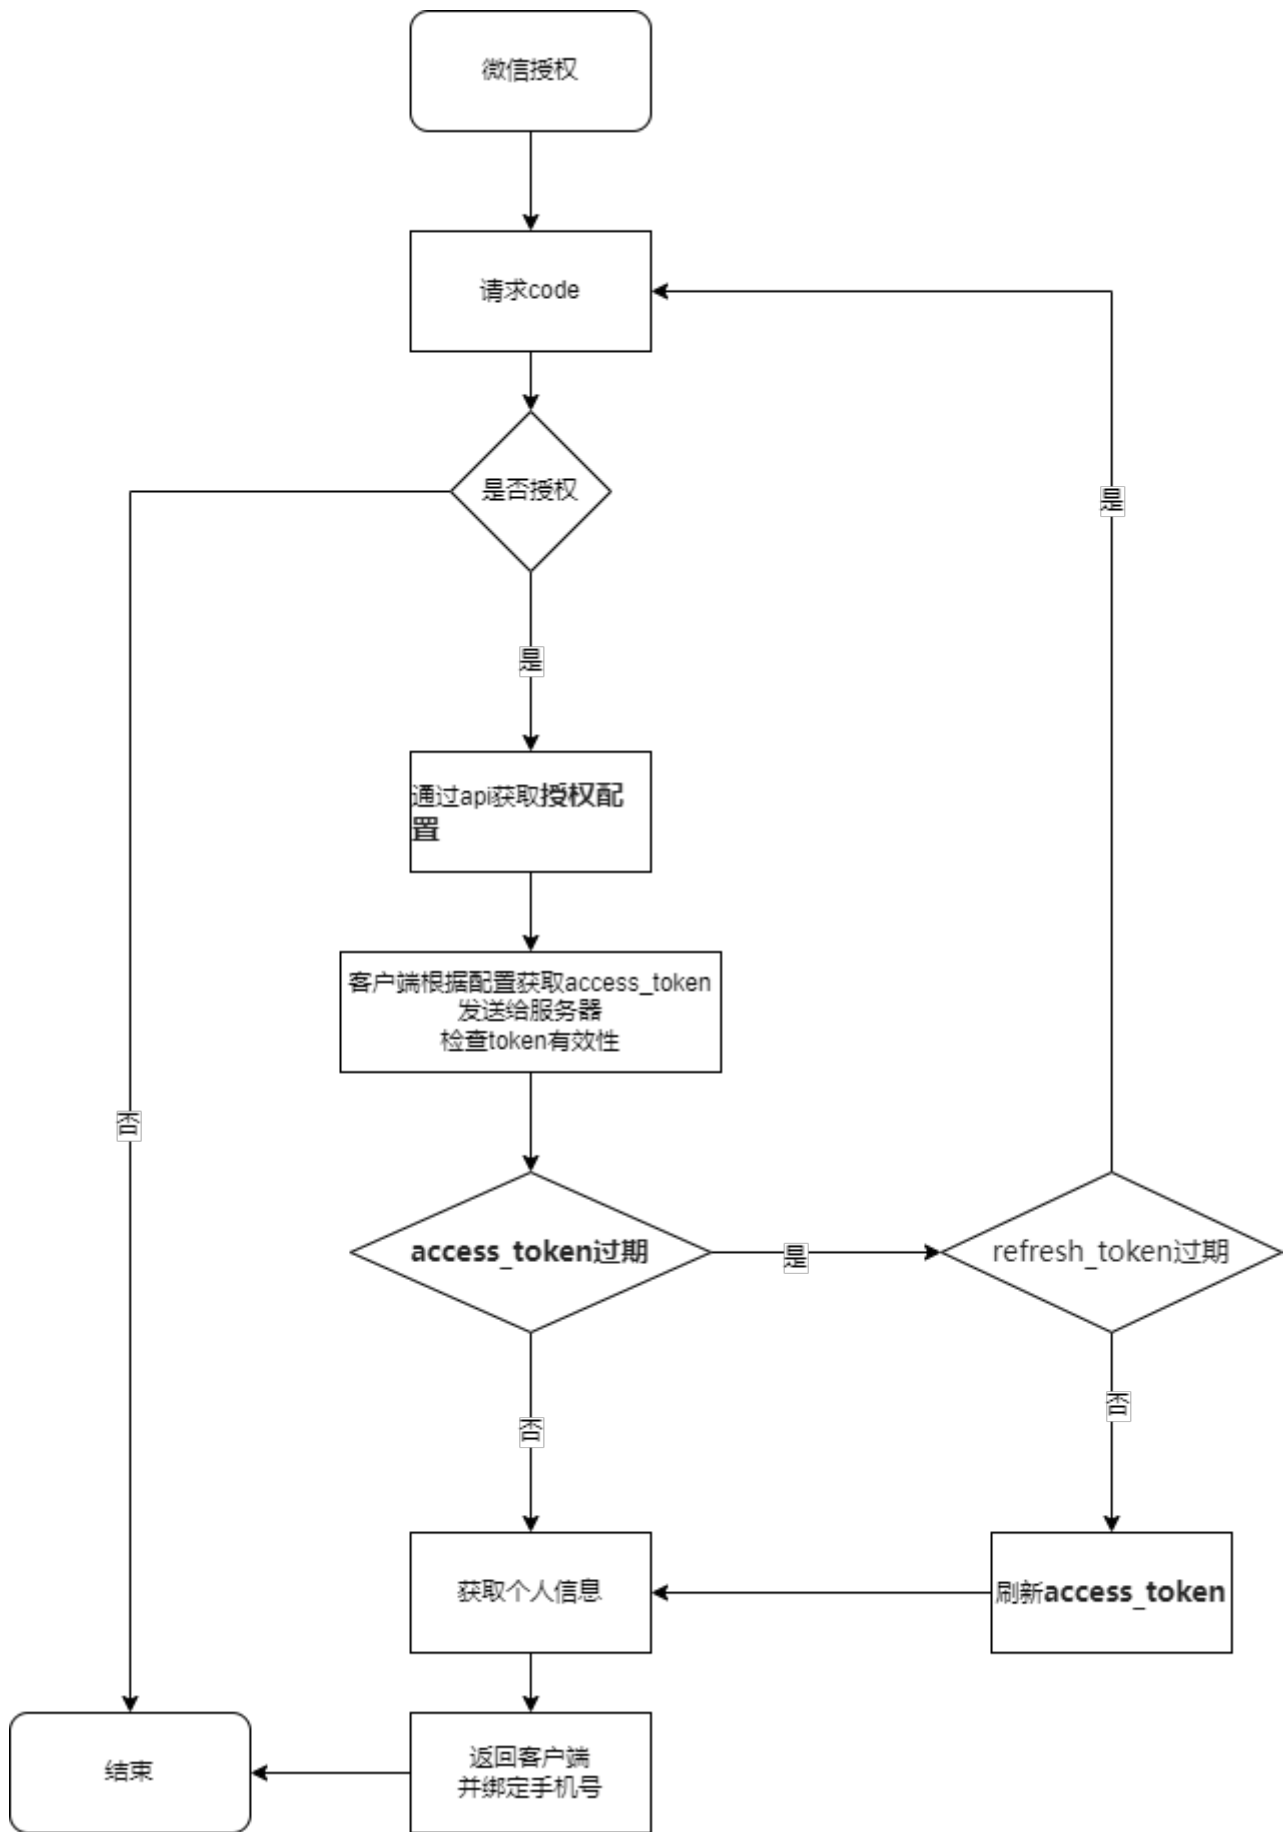 微信授权
请求code
是
是否授权
是
通过api获取授权配
置
客户端根据配置获取access_token
发送给服务器
检查token有效性
否
access_token过期
是
refresh_token过期
否
否
获取个人信息
刷新access_token
返回客户端
并绑定手机号
结束